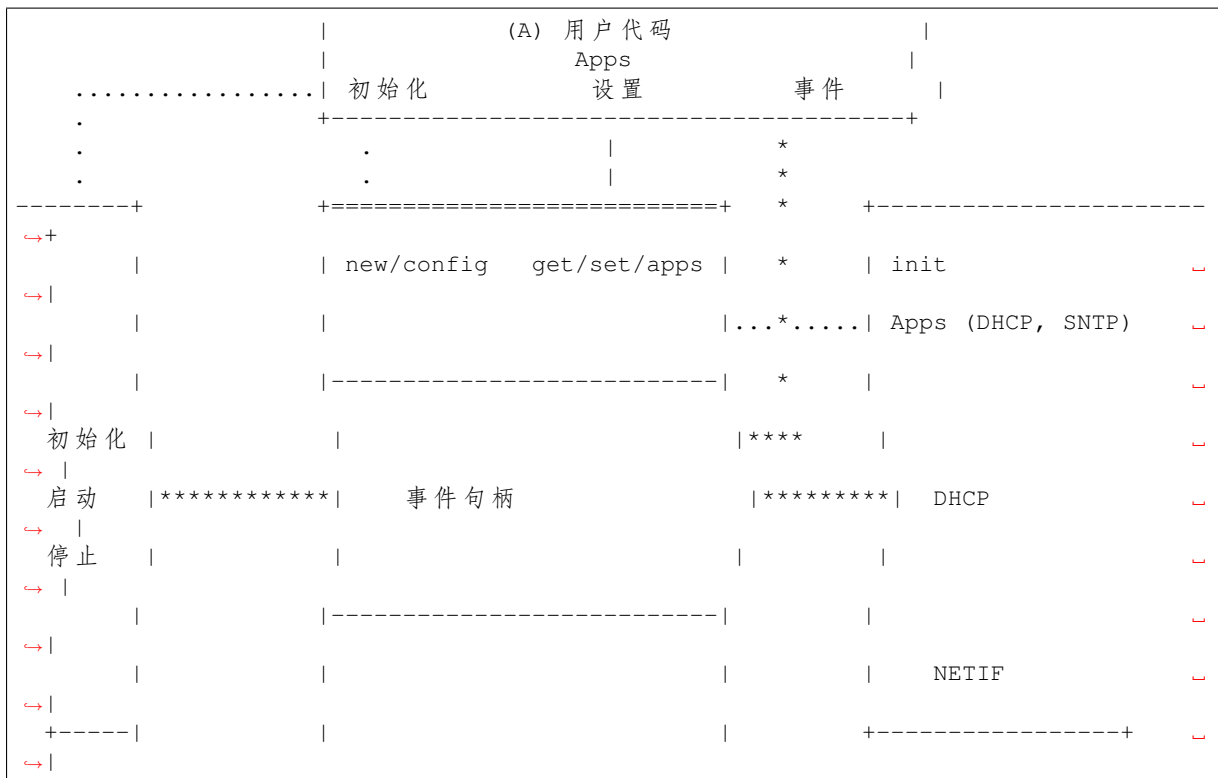 |            (A) 用户代码                 |
                          |                 Apps                   |
     .................| 初始化             设置             事件      |
     .                +----------------------------------------+
     .                   .                |           *
     .                   .                |           *
--------+             +===========================+   *     +-----------------------
↪+
        |             | new/config   get/set/apps |   *     | init                  ␣
↪|
        |             |                           |...*.....| Apps (DHCP, SNTP)     ␣
↪|
        |             |---------------------------|   *     |                       ␣
↪|
  初始化 |             |                           |****     |                       ␣
↪ |
  启动   |************|     事件句柄                |*********|  DHCP                 ␣
↪  |
  停止   |             |                           |         |                       ␣
↪ |
        |             |---------------------------|         |                       ␣
↪|
        |             |                           |         |    NETIF              ␣
↪|
  +-----|             |                           |         +-----------------+     ␣
↪|